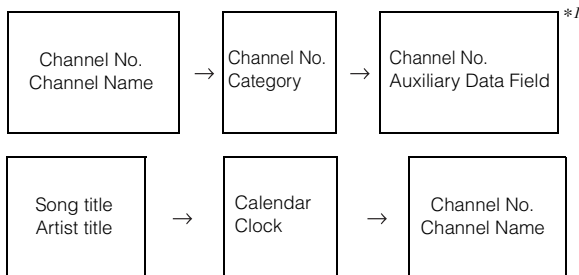 Channel No.
Channel Name
→
Channel No.
Category
→
Channel No.
Auxiliary Data Field
*1
Song title
Artist title
→
Calendar
Clock
→
Channel No.
Channel Name